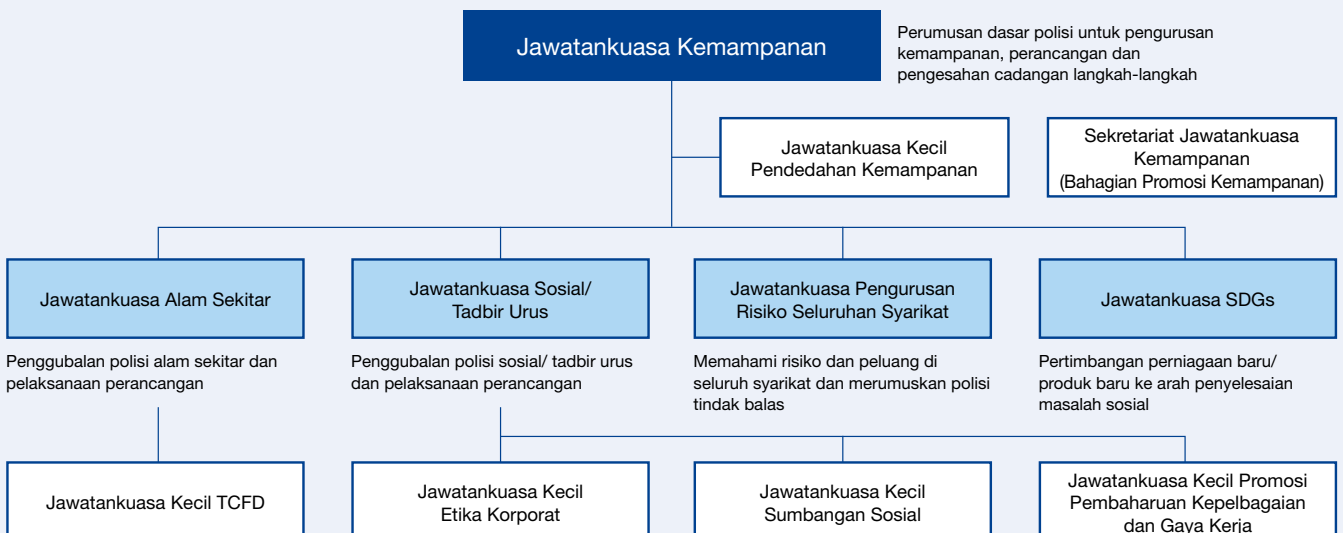 Jawatankuasa Kemampanan
Perumusan dasar polisi untuk pengurusan
kemampanan, perancangan dan
pengesahan cadangan langkah-langkah
Jawatankuasa Kecil
Pendedahan Kemampanan
Sekretariat Jawatankuasa
Kemampanan
(Bahagian Promosi Kemampanan)
Jawatankuasa Alam Sekitar
Penggubalan polisi alam sekitar dan
pelaksanaan perancangan
Jawatankuasa Sosial/
Tadbir Urus
Penggubalan polisi sosial/ tadbir urus
dan pelaksanaan perancangan
Jawatankuasa Pengurusan
Risiko Seluruhan Syarikat
Memahami risiko dan peluang di
seluruh syarikat dan merumuskan polisi
tindak balas
Jawatankuasa SDGs
Pertimbangan perniagaan baru/
produk baru ke arah penyelesaian
masalah sosial
Jawatankuasa Kecil TCFD
Jawatankuasa Kecil
Etika Korporat
Jawatankuasa Kecil
Sumbangan Sosial
Jawatankuasa Kecil Promosi
Pembaharuan Kepelbagaian
dan Gaya Kerja